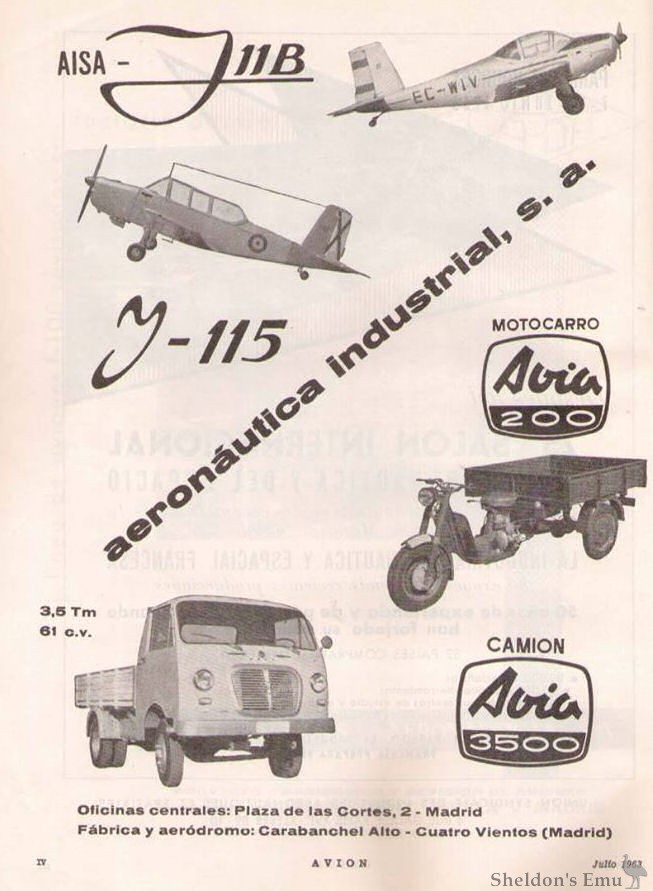 AISA - I 11B
EC-WIV
aeronáutica industrial, s. a.
I-115
MOTOCARRO
Avia
200
3,5 Tm
61 c.v.
CAMION
Avia
3500
Oficinas centrales: Plaza de las Cortes, 2 - Madrid
Fábrica y aeródromo: Carabanchel Alto - Cuatro Vientos (Madrid)
IV
AVION
Julio 1963
Sheldon's Emu